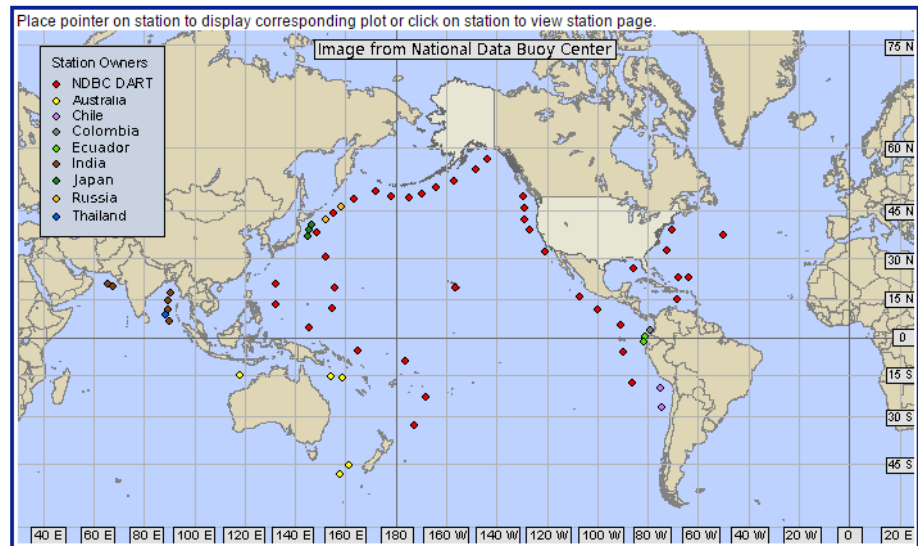 Place pointer on station to display corresponding plot or click on station to view station page.
Image from National Data Buoy Center
75 N
Station Owners
NDBC DART
Australia
Chile
Colombia
Ecuador
India
Japan
Russia
Thailand
60 N
45 N
30 N
15 N
0
15 S
30 S
45 S
40 E 60 E 80 E 100 E 120 E 140 E 160 E 180 160 W 140 W 120 W 100 W 80 W 60 W 40 W 20 W 0 20 E